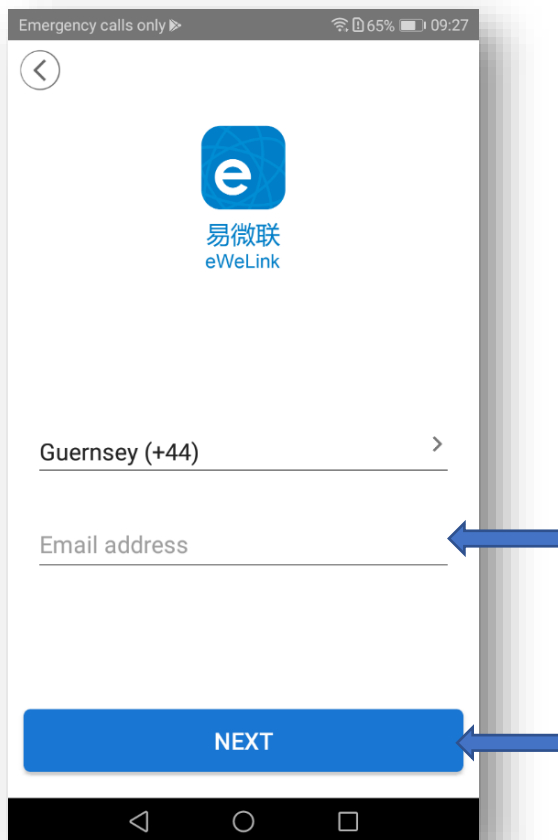 Emergency calls only 65% 09:27
e
易微联
eWeLink
Guernsey (+44)
Email address
NEXT